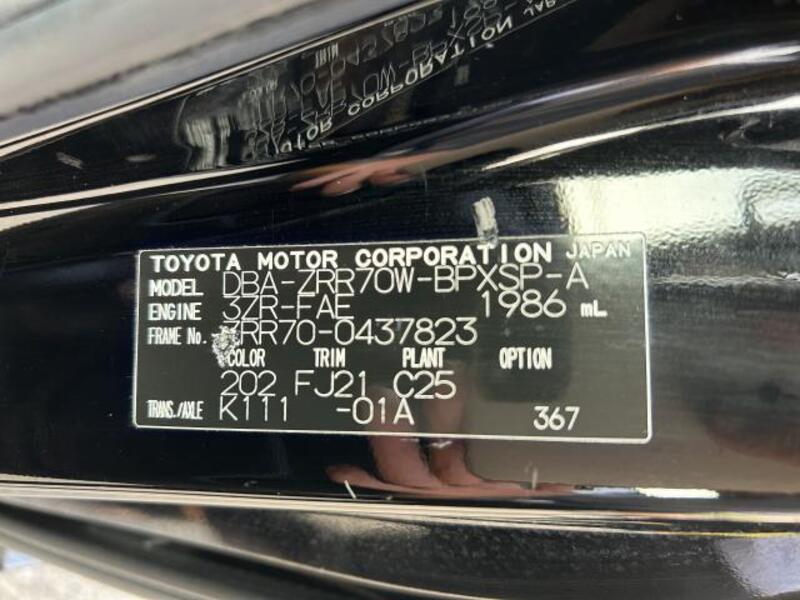 TOYOTA MOTOR CORPORATION JAPAN
MODEL DBA-ZRR70W-BPXSP-A
ENGINE 3ZR-FAE 1986 mL
FRAME No. ZRR70-0437823
COLOR TRIM PLANT OPTION
202 FJ21 C25
TRANS./AXLE K111 -01A 367